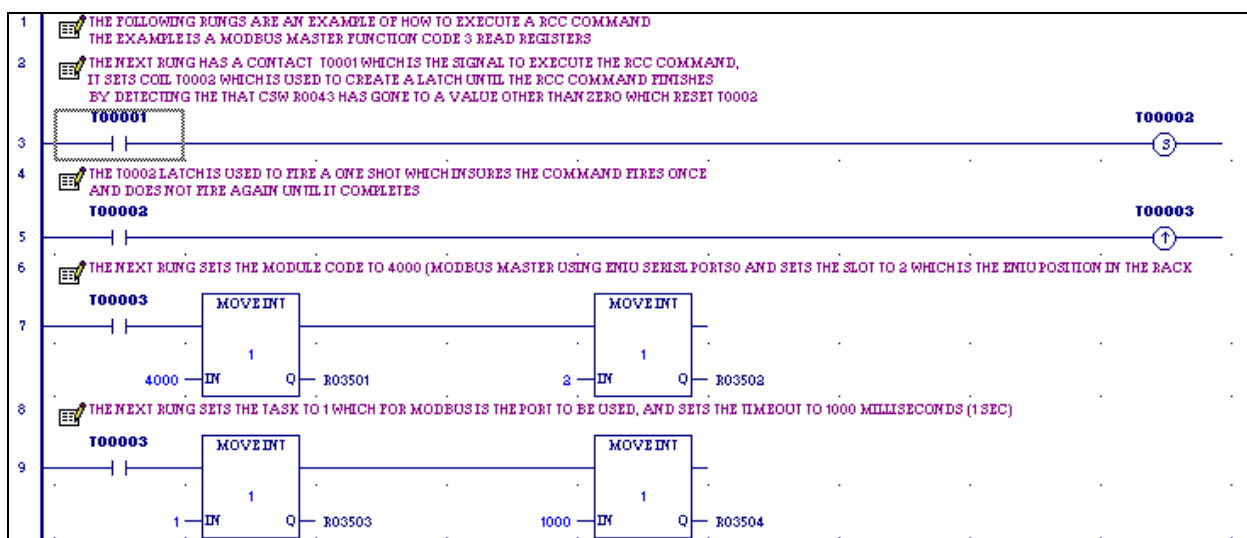 1 THE FOLLOWING RUNGS ARE AN EXAMPLE OF HOW TO EXECUTE A RCC COMMAND
THE EXAMPLE IS A MODBUS MASTER FUNCTION CODE 3 READ REGISTERS
2 THE NEXT RUNG HAS A CONTACT T0001 WHICH IS THE SIGNAL TO EXECUTE THE RCC COMMAND,
IT SETS COIL T0002 WHICH IS USED TO CREATE A LATCH UNTIL THE RCC COMMAND FINISHES
BY DETECTING THE THAT CSW R0043 HAS GONE TO A VALUE OTHER THAN ZERO WHICH RESET T0002
T00001 T00002
3 S
4 THE T0002 LATCH IS USED TO FIRE A ONE SHOT WHICH INSURES THE COMMAND FIRES ONCE
AND DOES NOT FIRE AGAIN UNTIL IT COMPLETES
T00002 T00003
5 ↑
6 THE NEXT RUNG SETS THE MODULE CODE TO 4000 (MODBUS MASTER USING ENIU SERISL PORTS0 AND SETS THE SLOT TO 2 WHICH IS THE ENIU POSITION IN THE RACK
T00003 MOVE INT MOVE INT
7
1 1
4000 IN Q R03501 2 IN Q R03502
8 THE NEXT RUNG SETS THE TASK TO 1 WHICH FOR MODBUS IS THE PORT TO BE USED, AND SETS THE TIMEOUT TO 1000 MILLISECONDS (1 SEC)
T00003 MOVE INT MOVE INT
9
1 1
1 IN Q R03503 1000 IN Q R03504